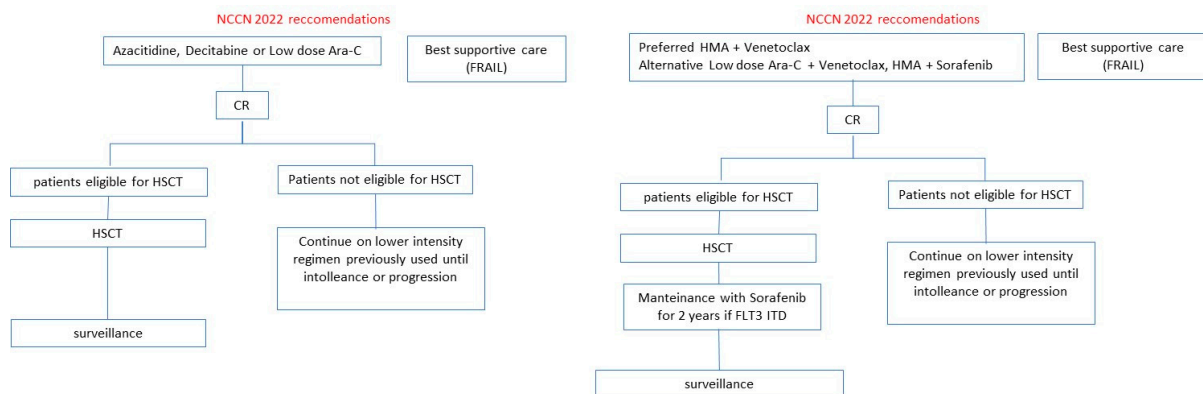 NCCN 2022 reccomendations
Azacitidine, Decitabine or Low dose Ara-C
Best supportive care
(FRAIL)
CR
patients eligible for HSCT
Patients not eligible for HSCT
HSCT
Continue on lower intensity
regimen previously used until
intolleance or progression
surveillance
NCCN 2022 reccomendations
Preferred HMA + Venetoclax
Alternative Low dose Ara-C + Venetoclax, HMA + Sorafenib
Best supportive care
(FRAIL)
CR
patients eligible for HSCT
Patients not eligible for HSCT
HSCT
Continue on lower intensity
regimen previously used until
intolleance or progression
Manteinance with Sorafenib
for 2 years if FLT3 ITD
surveillance